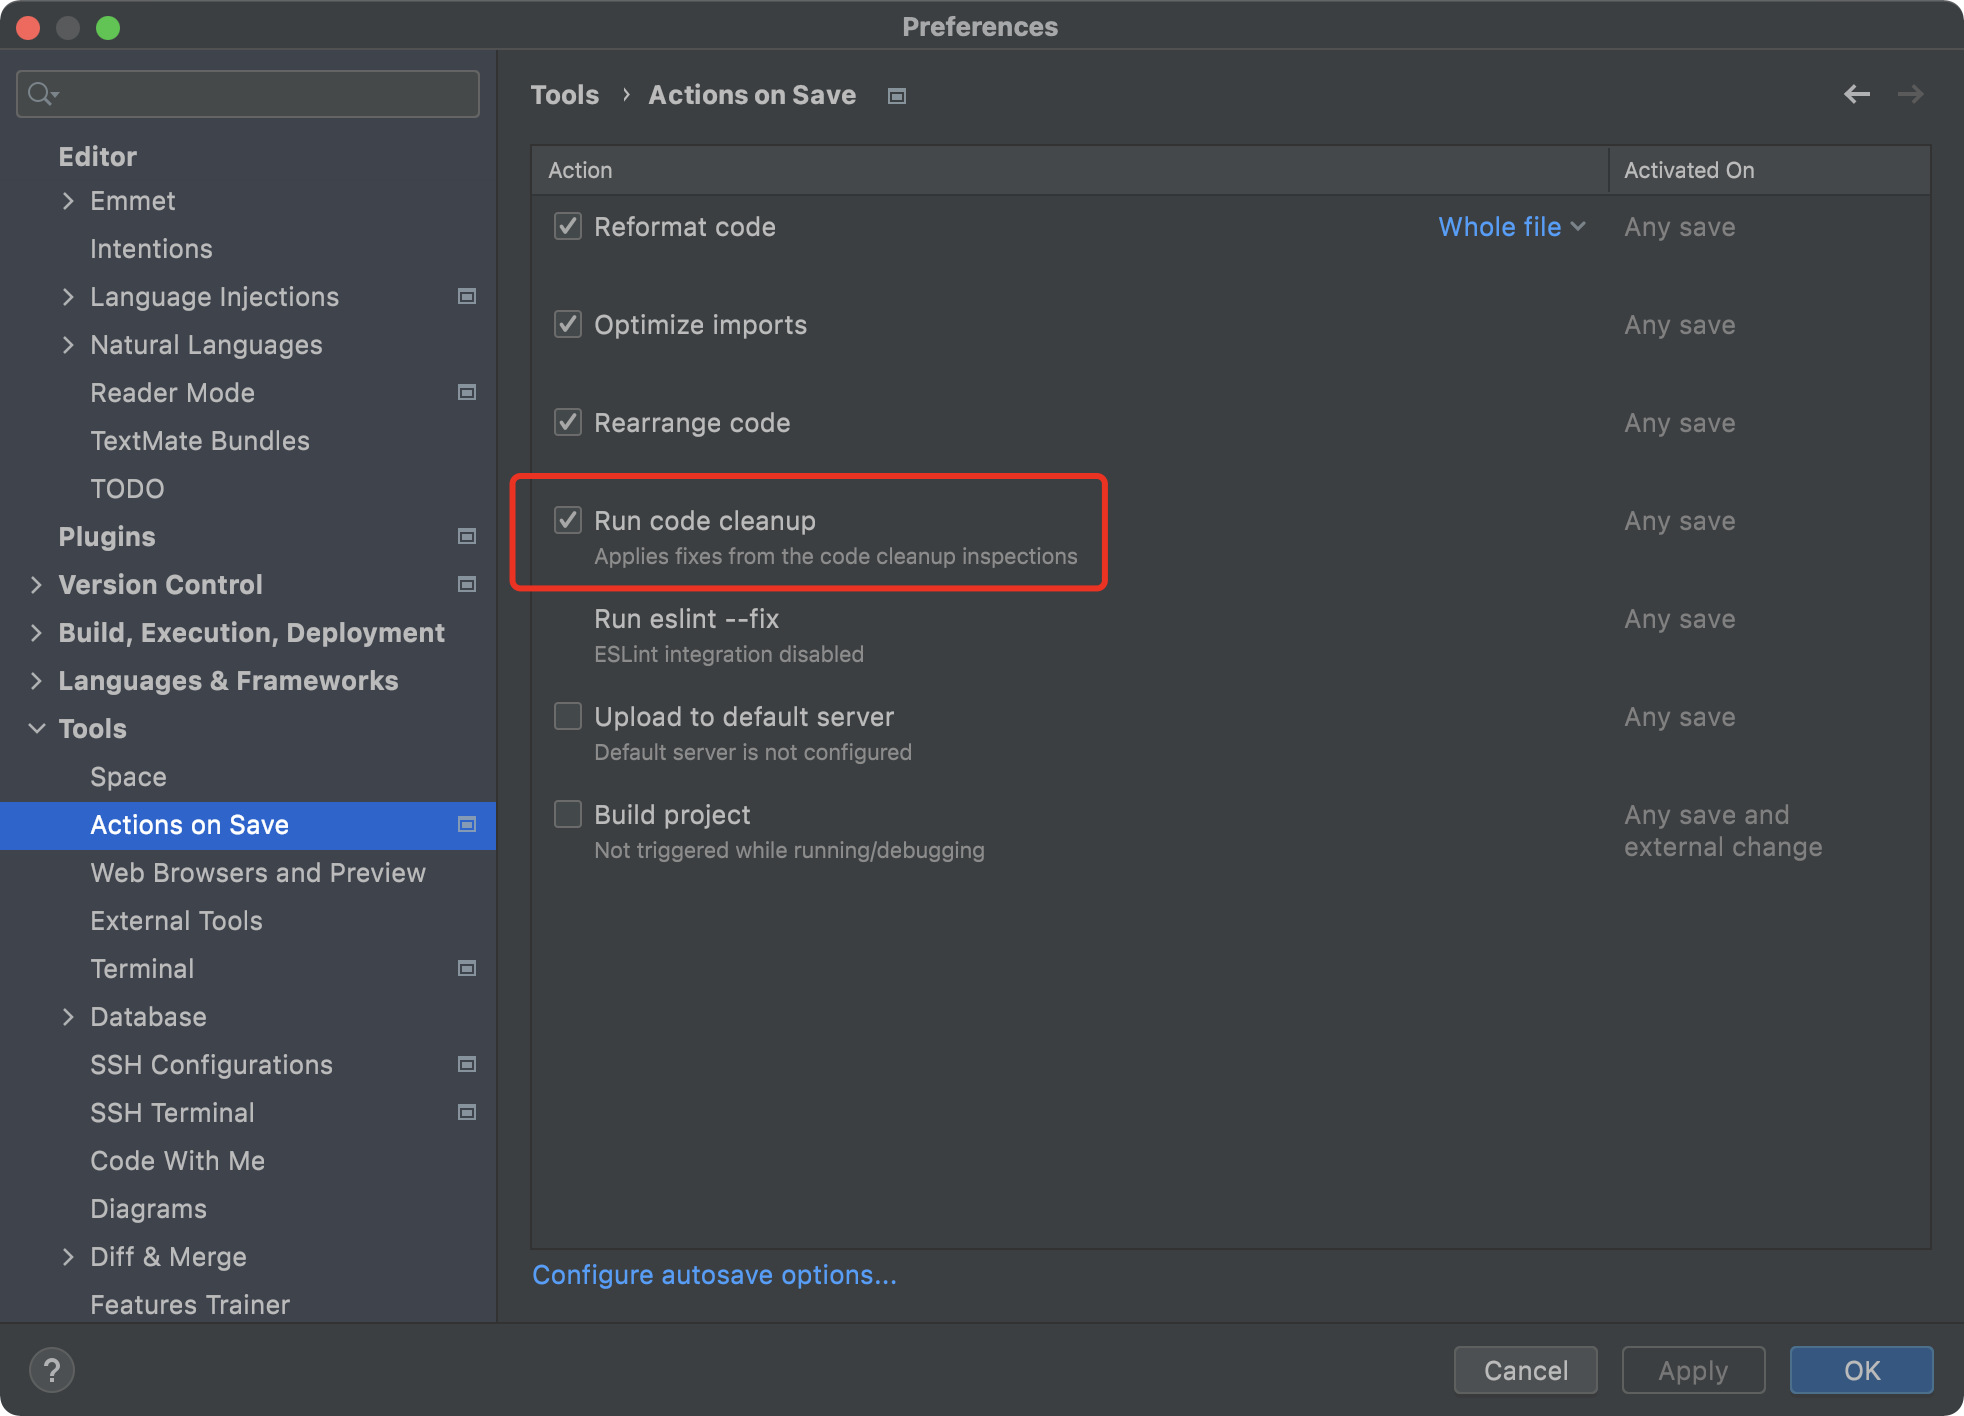 Preferences
Editor
Emmet
Intentions
Language Injections
Natural Languages
Reader Mode
TextMate Bundles
TODO
Plugins
Version Control
Build, Execution, Deployment
Languages & Frameworks
Tools
Space
Actions on Save
Web Browsers and Preview
External Tools
Terminal
Database
SSH Configurations
SSH Terminal
Code With Me
Diagrams
Diff & Merge
Features Trainer
Tools › Actions on Save
Action Activated On
Reformat code Whole file Any save
Optimize imports Any save
Rearrange code Any save
Run code cleanup Any save
Applies fixes from the code cleanup inspections
Run eslint --fix Any save
ESLint integration disabled
Upload to default server Any save
Default server is not configured
Build project Any save and
external change
Not triggered while running/debugging
Configure autosave options...
? Cancel Apply OK